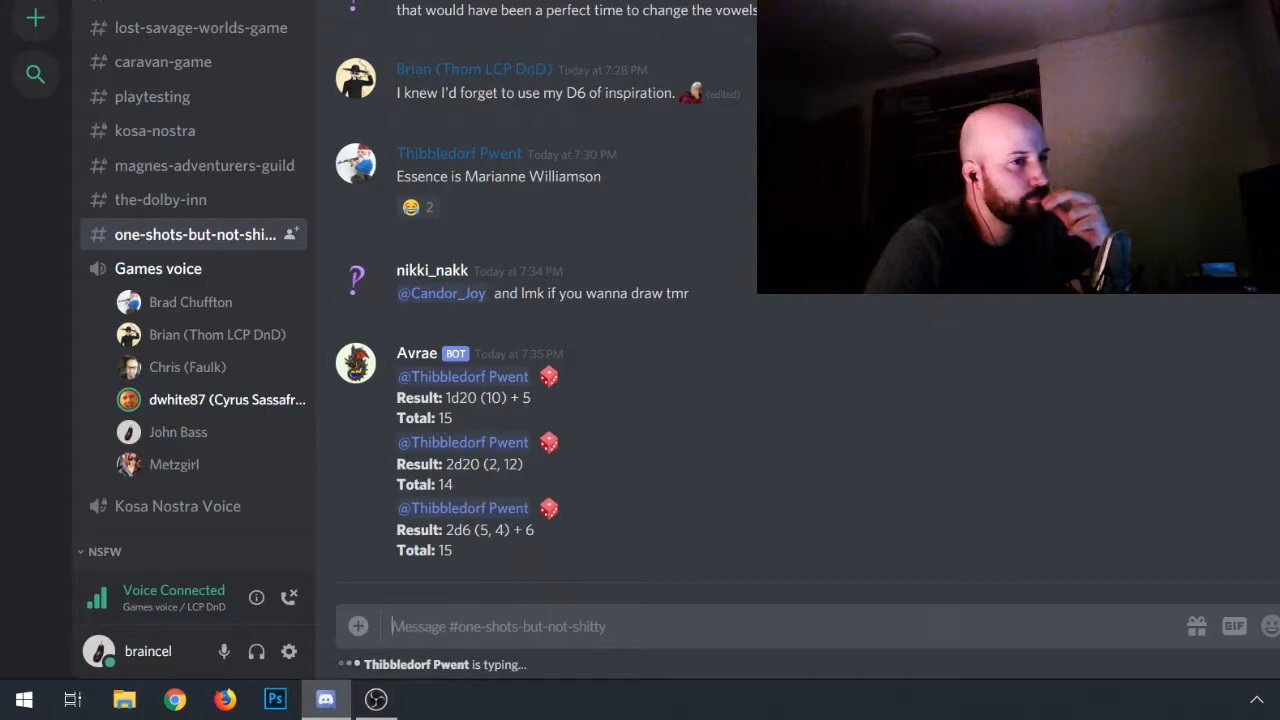 lost-savage-worlds-game
caravan-game
playtesting
kosa-nostra
magnes-adventurers-guild
the-dolby-inn
one-shots-but-not-shi...
Games voice
Brad Chuffton
Brian (Thom LCP DnD)
Chris (Faulk)
dwhite87 (Cyrus Sassafr...
John Bass
Metzgirl
Kosa Nostra Voice
NSFW
Voice Connected
Games voice / LCP DnD
braincel
that would have been a perfect time to change the vowels
Brian (Thom LCP DnD) Today at 7:28 PM
I knew I'd forget to use my D6 of inspiration. (edited)
Thibbledorf Pwent Today at 7:30 PM
Essence is Marianne Williamson
2
nikki_nakk Today at 7:34 PM
@Candor_Joy and lmk if you wanna draw tmr
Avrae BOT Today at 7:35 PM
@Thibbledorf Pwent
Result: 1d20 (10) + 5
Total: 15
@Thibbledorf Pwent
Result: 2d20 (2, 12)
Total: 14
@Thibbledorf Pwent
Result: 2d6 (5, 4) + 6
Total: 15
Message #one-shots-but-not-shitty
GIF
Thibbledorf Pwent is typing...
Ps